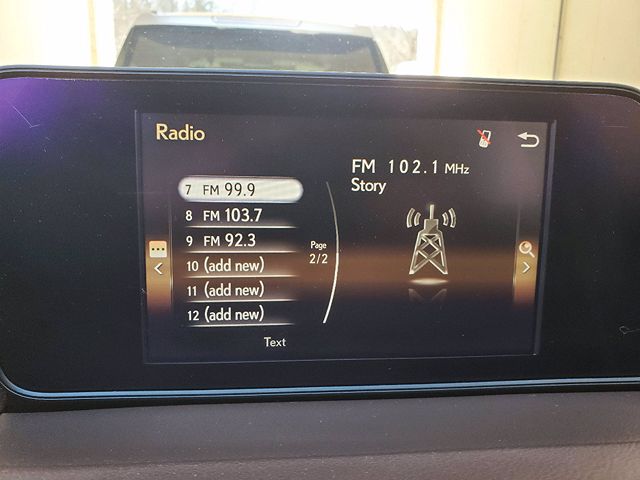 Radio
FM 102.1 MHz
Story
7 FM 99.9
8 FM 103.7
9 FM 92.3
10 (add new)
11 (add new)
12 (add new)
Page
2/2
Text